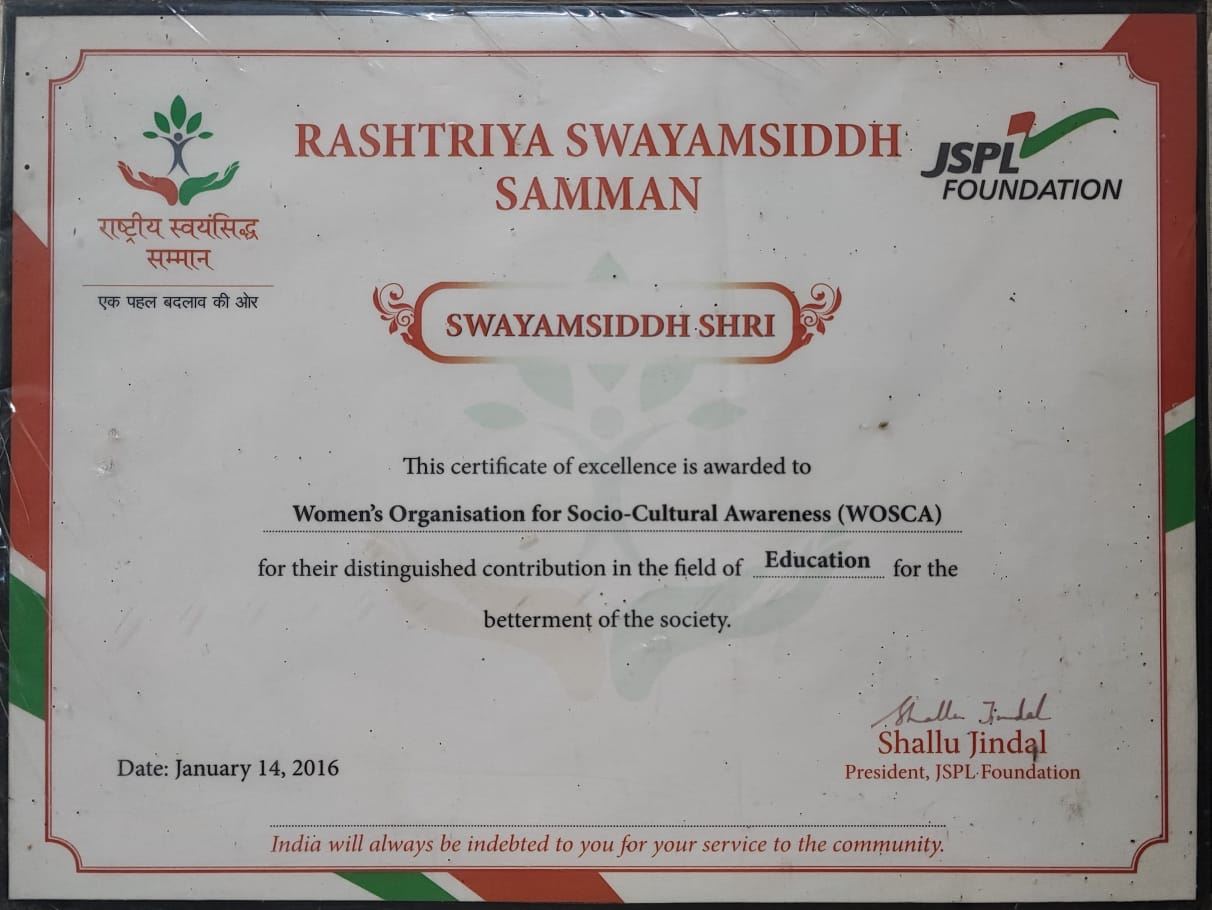 RASHTRIYA SWAYAMSIDDH
SAMMAN
JSPL
FOUNDATION
राष्ट्रीय स्वयंसिद्ध
सम्मान
एक पहल बदलाव की ओर
SWAYAMSIDDH SHRI
This certificate of excellence is awarded to
Women's Organisation for Socio-Cultural Awareness (WOSCA)
for their distinguished contribution in the field of Education for the
betterment of the society.
Shallu Jindal
Shallu Jindal
President, JSPL Foundation
Date: January 14, 2016
India will always be indebted to you for your service to the community.